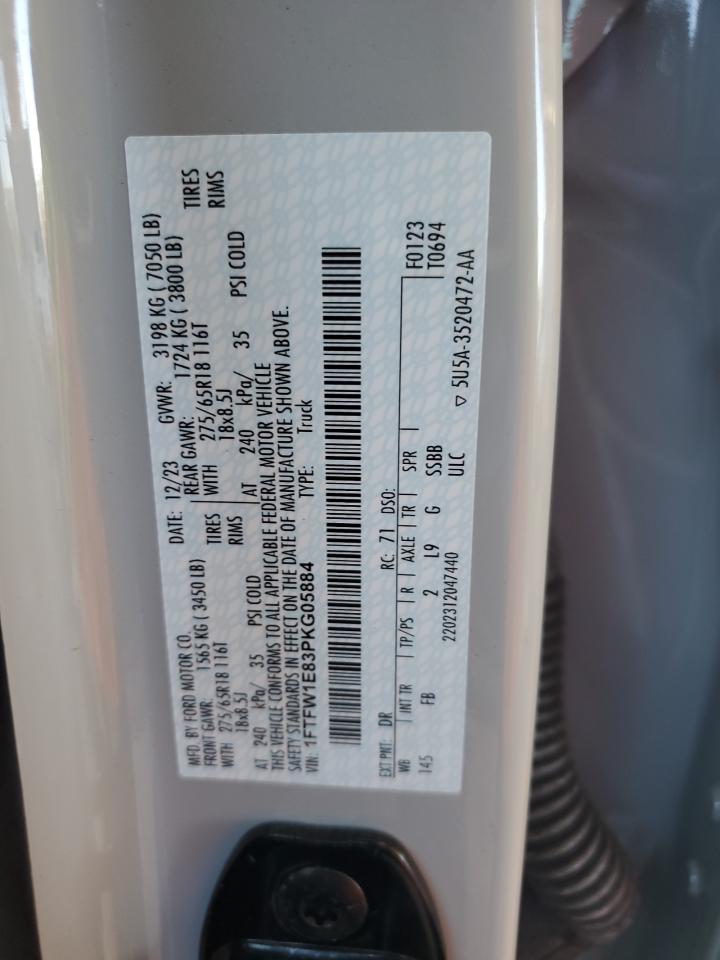 MFD. BY FORD MOTOR CO. DATE: 12/23 GVWR: 3198 KG ( 7050 LB)
FRONT GAWR: 1565 KG ( 3450 LB) REAR GAWR: 1724 KG ( 3800 LB)
WITH 275/65R18 116T TIRES WITH 275/65R18 116T TIRES
18x8.5J RIMS 18x8.5J RIMS
AT 240 kPa/ 35 PSI COLD AT 240 kPa/ 35 PSI COLD
THIS VEHICLE CONFORMS TO ALL APPLICABLE FEDERAL MOTOR VEHICLE
SAFETY STANDARDS IN EFFECT ON THE DATE OF MANUFACTURE SHOWN ABOVE.
VIN: 1FTFW1E83PKG05884 TYPE: Truck
EXT PNT: DR RC: 71 DSO: F0123
WB INT TR TP/PS R AXLE TR SPR T0694
145 FB 2 L9 G SSBB
2202312047440 ULC ▽ 5U5A-3520472-AA